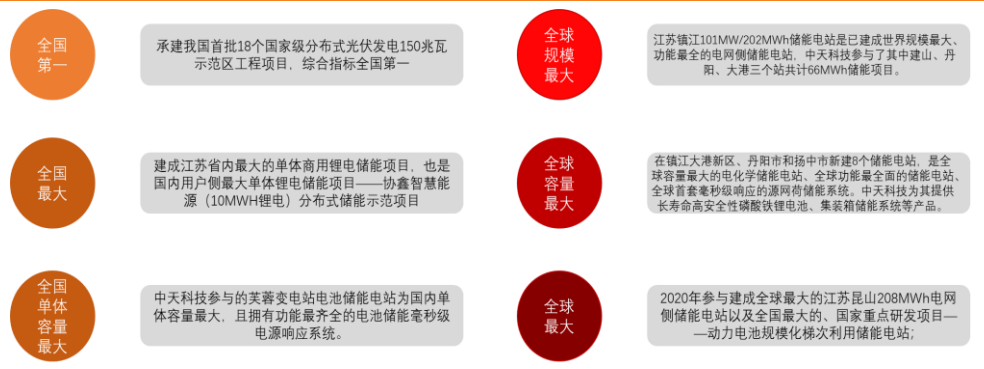 全国
第一
承建我国首批18个国家级分布式光伏发电150兆瓦
示范区工程项目，综合指标全国第一
全球
规模
最大
江苏镇江101MW/202MWh储能电站是已建成世界规模最大、
功能最全的电网侧储能电站，中天科技参与了其中建山、丹
阳、大港三个站共计66MWh储能项目。
全国
最大
建成江苏省内最大的单体商用锂电储能项目，也是
国内用户侧最大单体锂电储能项目——协鑫智慧能
源（10MWH锂电）分布式储能示范项目
全球
容量
最大
在镇江大港新区、丹阳市和扬中市新建8个储能电站，是全
球容量最大的电化学储能电站、全球功能最全面的储能电站、
全球首套毫秒级响应的源网荷储能系统。中天科技为其提供
长寿命高安全性磷酸铁锂电池、集装箱储能系统等产品。
全国
单体
容量
最大
中天科技参与的芙蓉变电站电池储能电站为国内单
体容量最大，且拥有功能最齐全的电池储能毫秒级
电源响应系统。
全球
最大
2020年参与建成全球最大的江苏昆山208MWh电网
侧储能电站以及全国最大的、国家重点研发项目—
—动力电池规模化梯次利用储能电站;